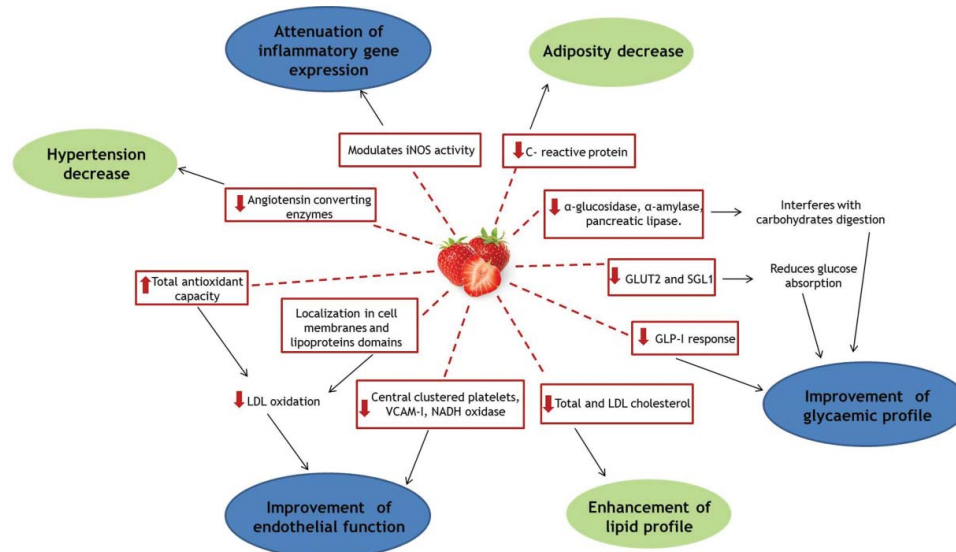 Attenuation of
inflammatory gene
expression
Adiposity decrease
Hypertension
decrease
Modulates iNOS activity
C- reactive protein
Angiotensin converting
enzymes
α-glucosidase, α-amylase,
pancreatic lipase.
Interferes with
carbohydrates digestion
Total antioxidant
capacity
GLUT2 and SGL1
Reduces glucose
absorption
Localization in cell
membranes and
lipoproteins domains
GLP-I response
LDL oxidation
Central clustered platelets,
VCAM-I, NADH oxidase
Total and LDL cholesterol
Improvement of
glycaemic profile
Improvement of
endothelial function
Enhancement of
lipid profile